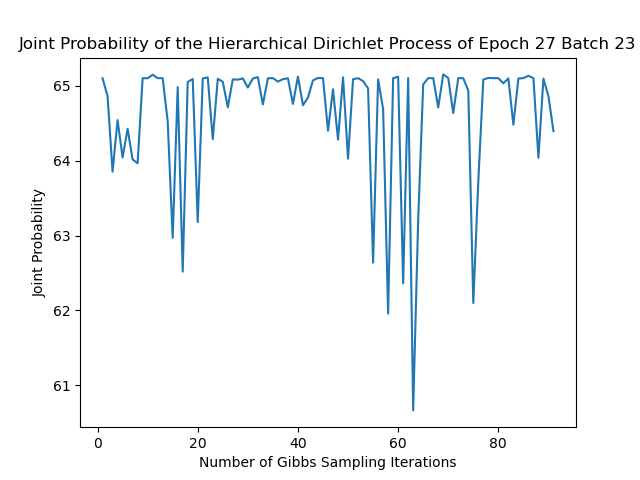 Joint Probability of the Hierarchical Dirichlet Process of Epoch 27 Batch 23
65
64
63
62
61
Joint Probability
0 20 40 60 80
Number of Gibbs Sampling Iterations